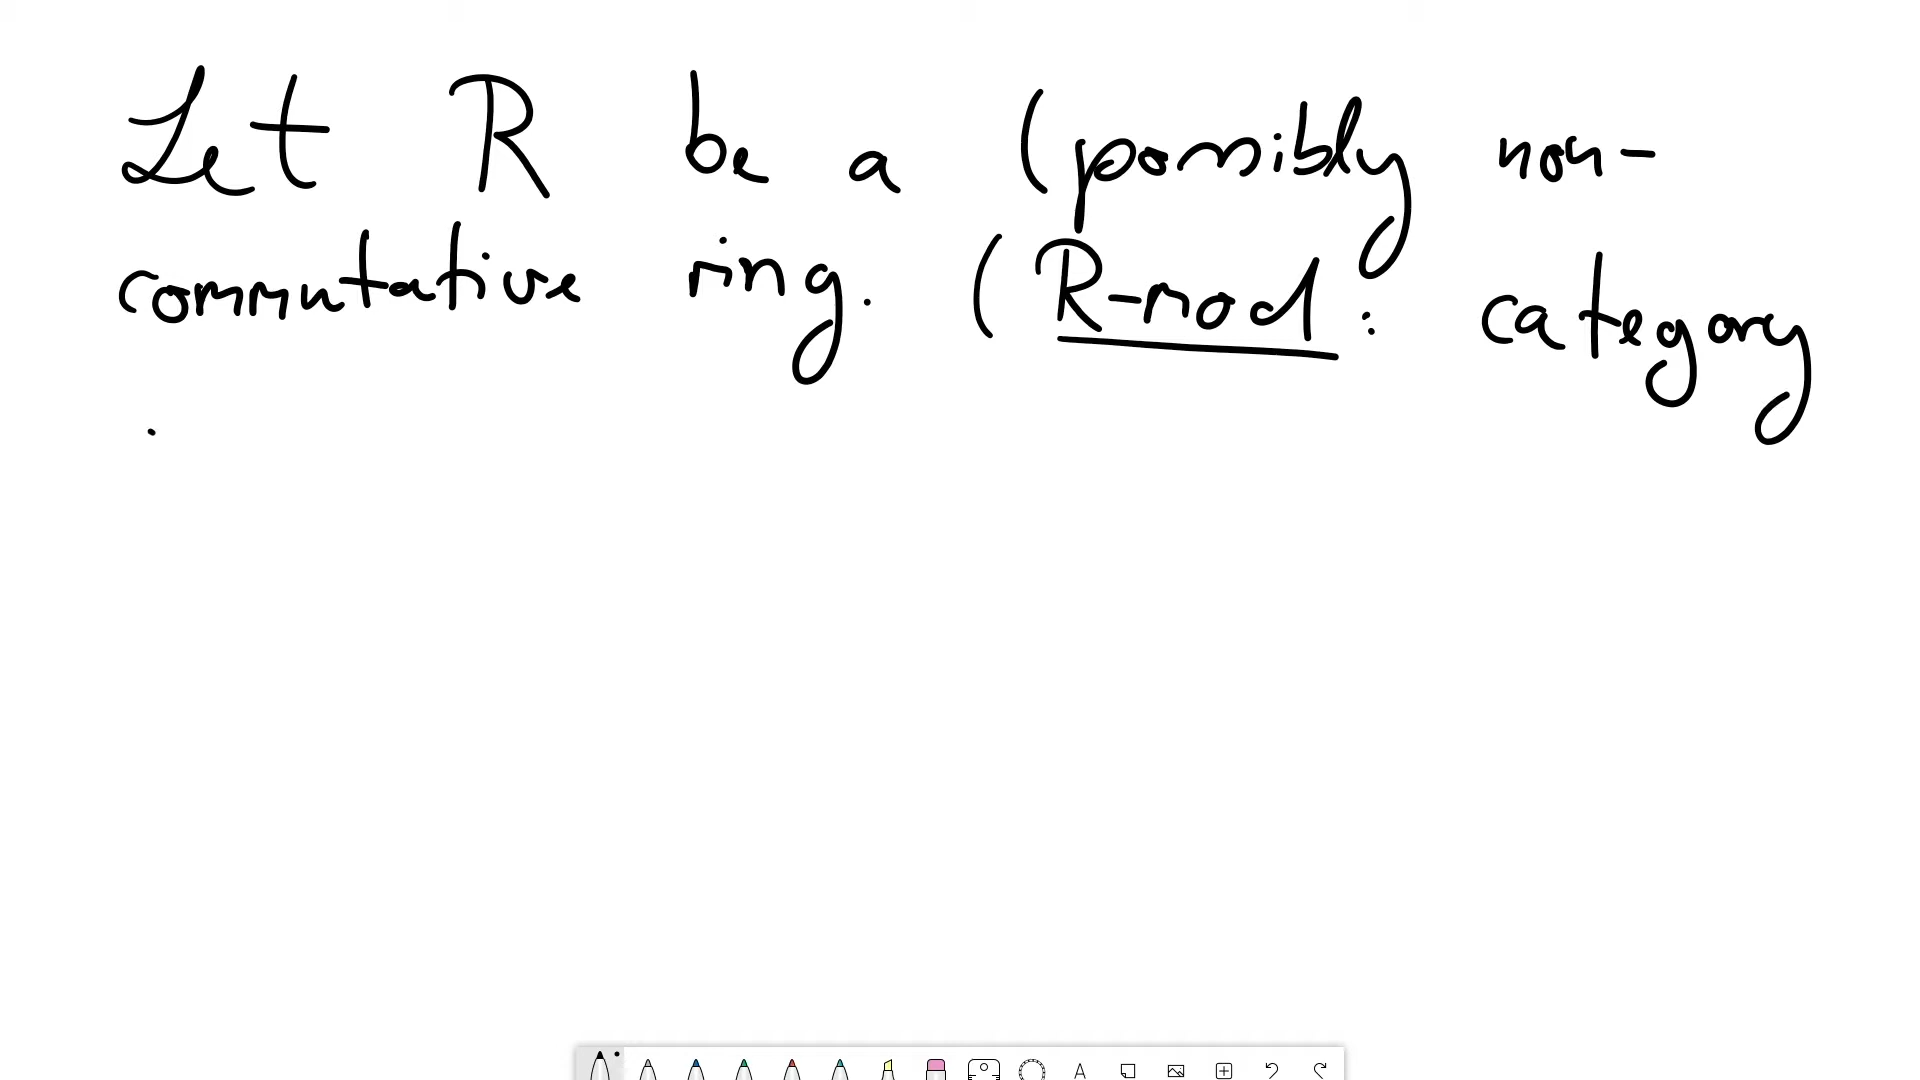 Let R be a (possibly non-
commutative ring. (R-mod: category